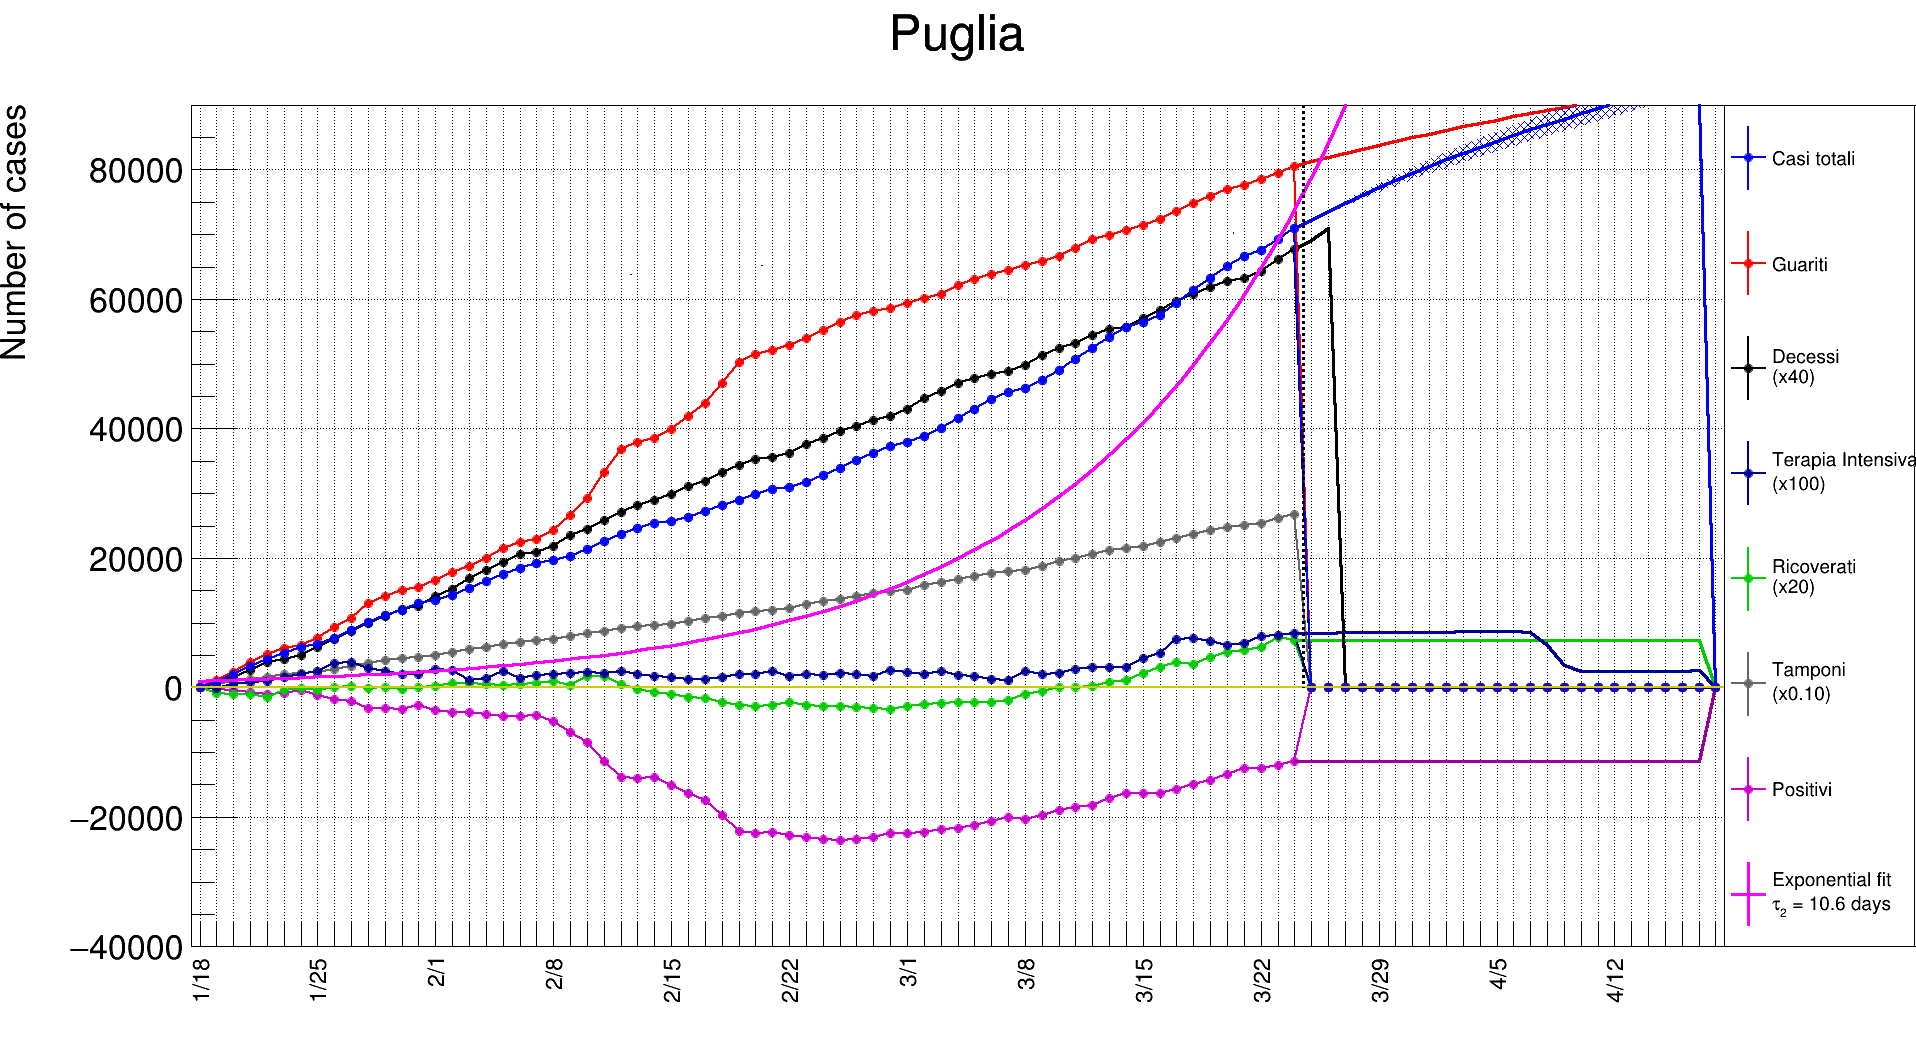 Puglia
Number of cases
80000
60000
40000
20000
0
−20000
−40000
1/18
1/25
2/1
2/8
2/15
2/22
3/1
3/8
3/15
3/22
3/29
4/5
4/12
Casi totali
Guariti
Decessi
(x40)
Terapia Intensiva
(x100)
Ricoverati
(x20)
Tamponi
(x0.10)
Positivi
Exponential fit
τ2 = 10.6 days